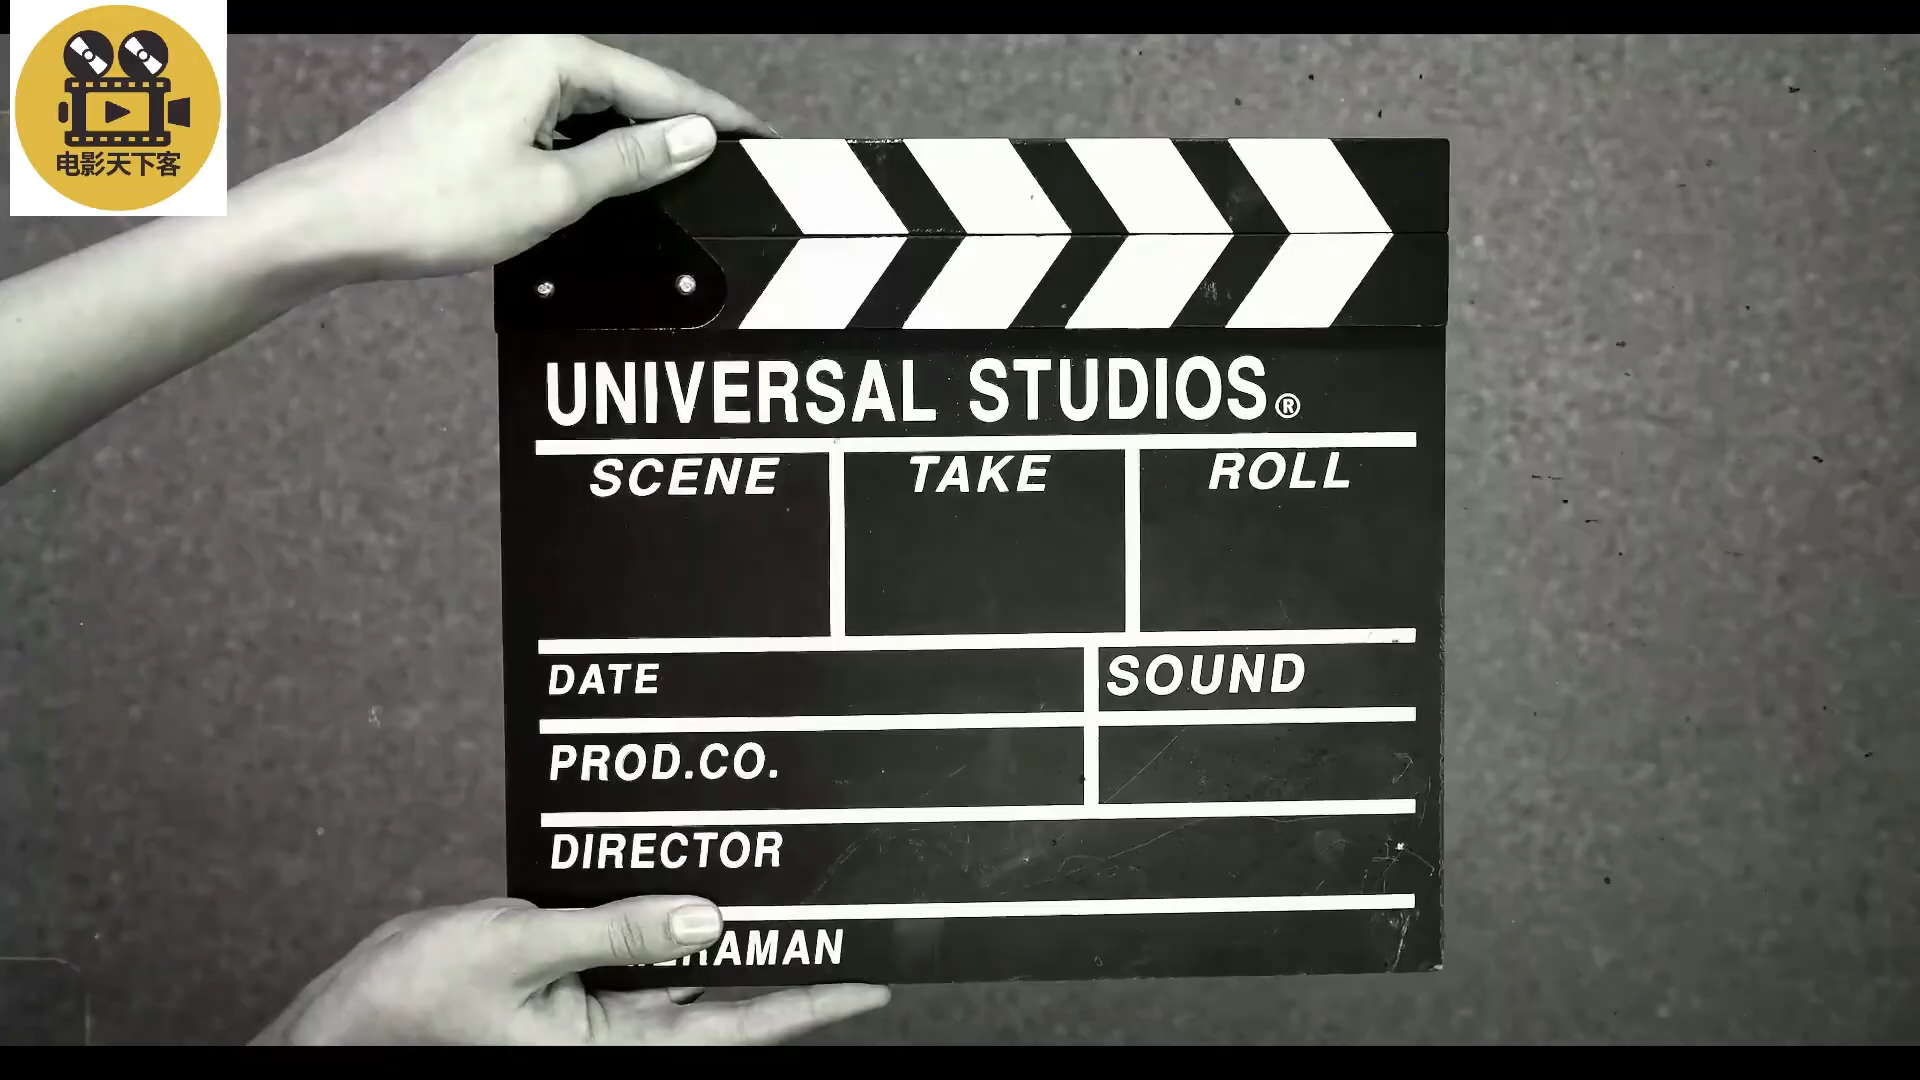 电影天下客
UNIVERSAL STUDIOS®
SCENE TAKE ROLL
DATE SOUND
PROD.CO.
DIRECTOR